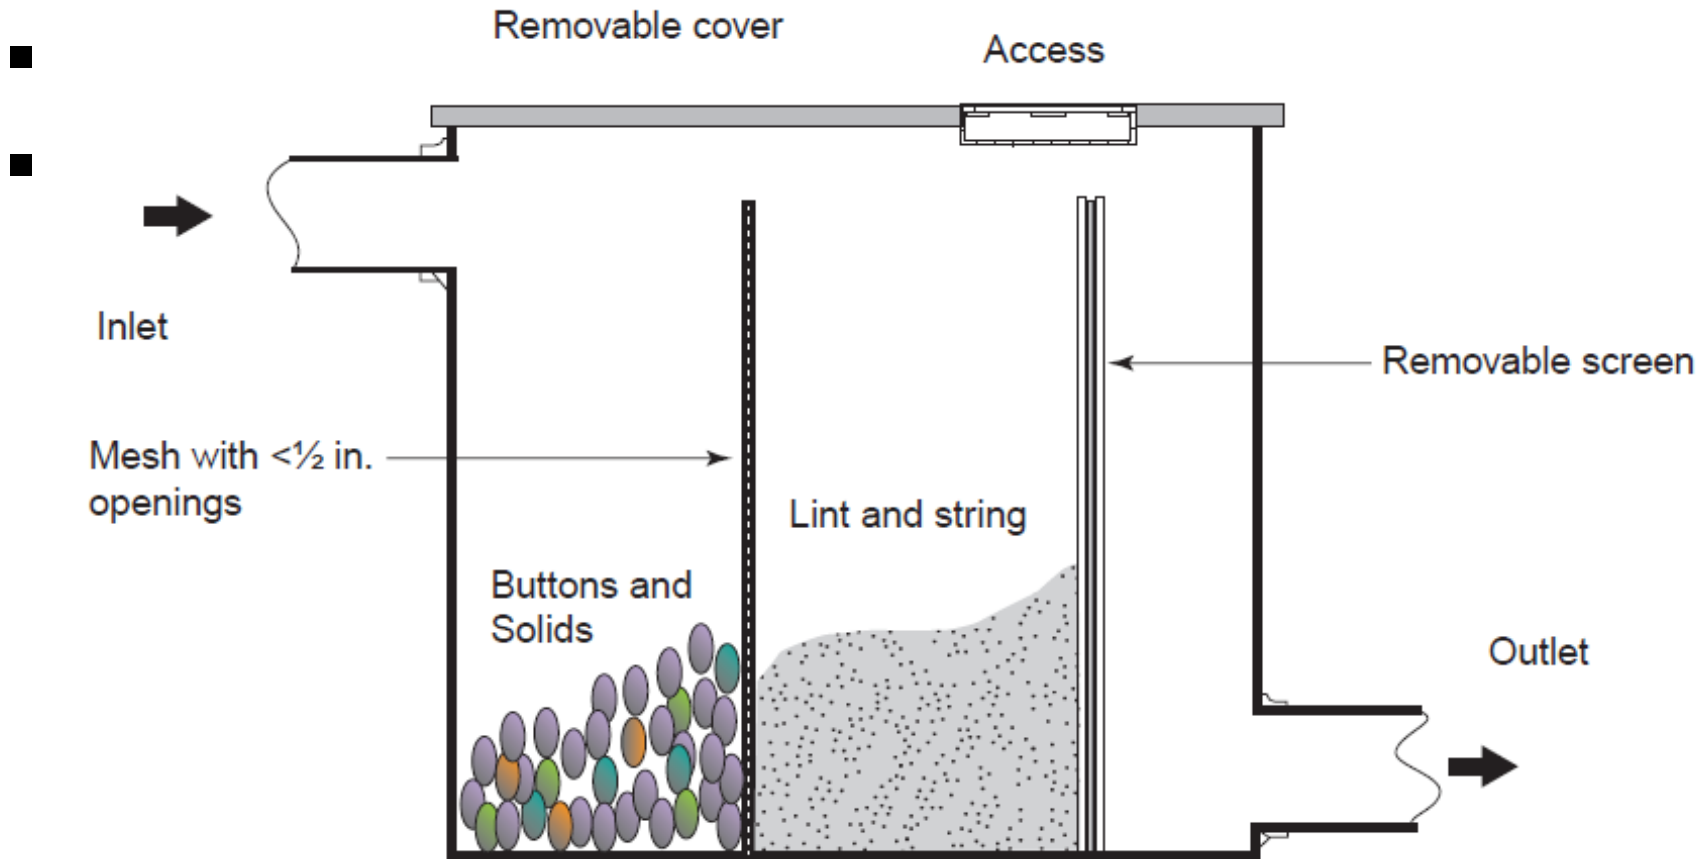 Removable cover
Access
Inlet
Removable screen
Mesh with <½ in.
openings
Lint and string
Buttons and
Solids
Outlet